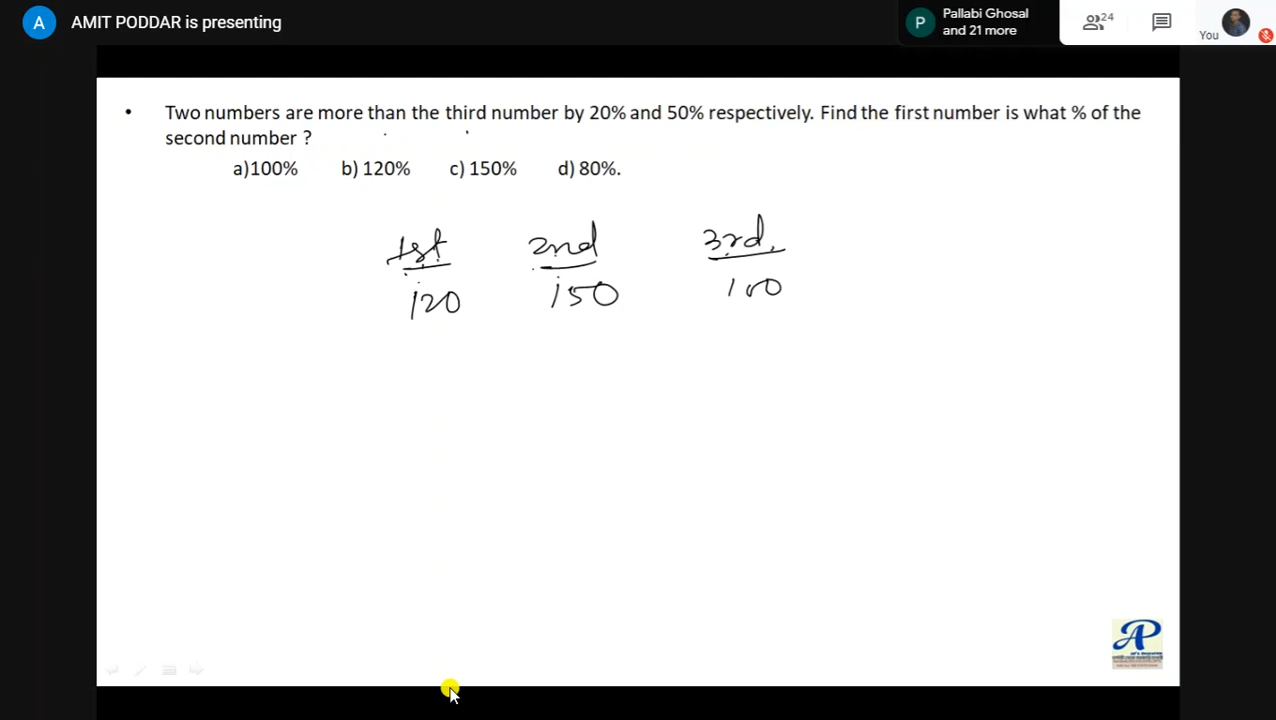 A AMIT PODDAR is presenting
P Pallabi Ghosal
and 21 more
24
You
• Two numbers are more than the third number by 20% and 50% respectively. Find the first number is what % of the
second number ?
a)100% b) 120% c) 150% d) 80%.
1st 2nd 3rd
120 150 100
AP